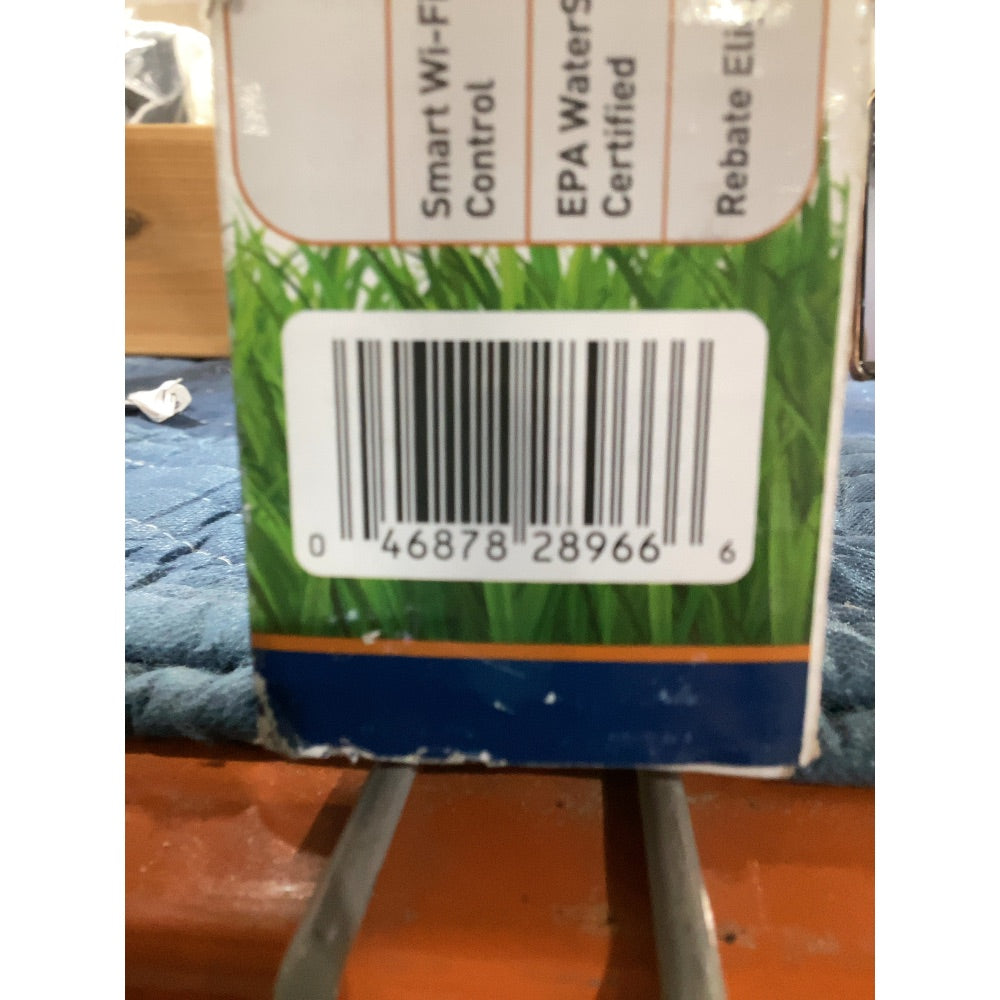 Smart Wi-Fi
Control
EPA WaterS
Certified
Rebate Eli
0 46878 28966 6